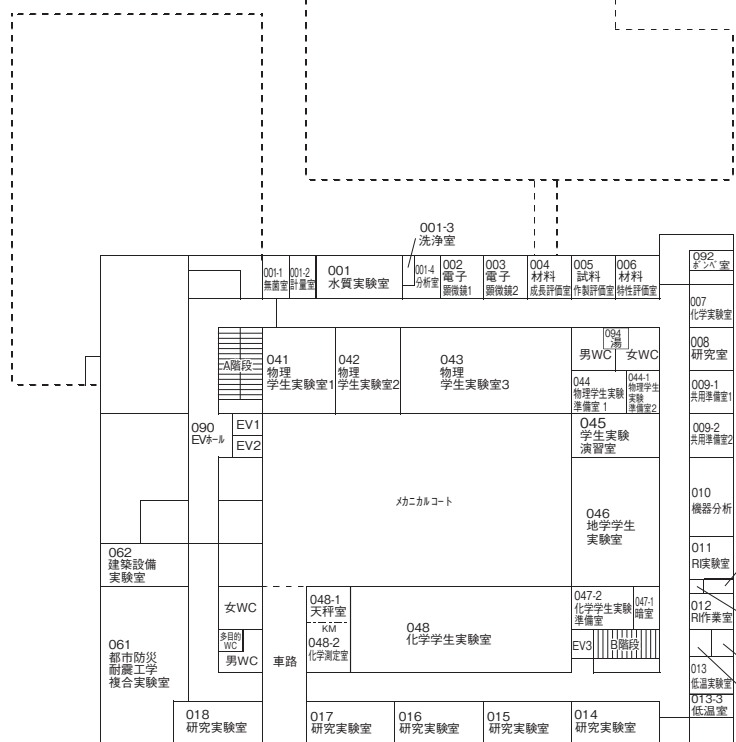 001-3
洗浄室
001-1
無菌室
001-2
計量室
001
水質実験室
001-4
分析室
002
電子
顕微鏡1
003
電子
顕微鏡2
004
材料
成長評価室
005
試料
作製評価室
006
材料
特性評価室
092
ボンベ室
007
化学実験室
A階段
041
物理
学生実験室1
042
物理
学生実験室2
043
物理
学生実験室3
094
湯
男WC
女WC
008
研究室
044
物理学生実験
準備室 1
044-1
物理学生
実験
準備室2
009-1
共用準備室1
090
EVホール
EV1
EV2
045
学生実験
演習室
009-2
共用準備室2
メカニカルコート
046
地学学生
実験室
010
機器分析
062
建築設備
実験室
011
RI実験室
女WC
多目的
WC
男WC
048-1
天秤室
KM
048-2
化学測定室
048
化学学生実験室
047-2
化学学生実験
準備室
047-1
暗室
012
RI作業室
061
都市防災
耐震工学
複合実験室
車路
EV3
B階段
013
低温実験室
013-3
低温室
018
研究実験室
017
研究実験室
016
研究実験室
015
研究実験室
014
研究実験室